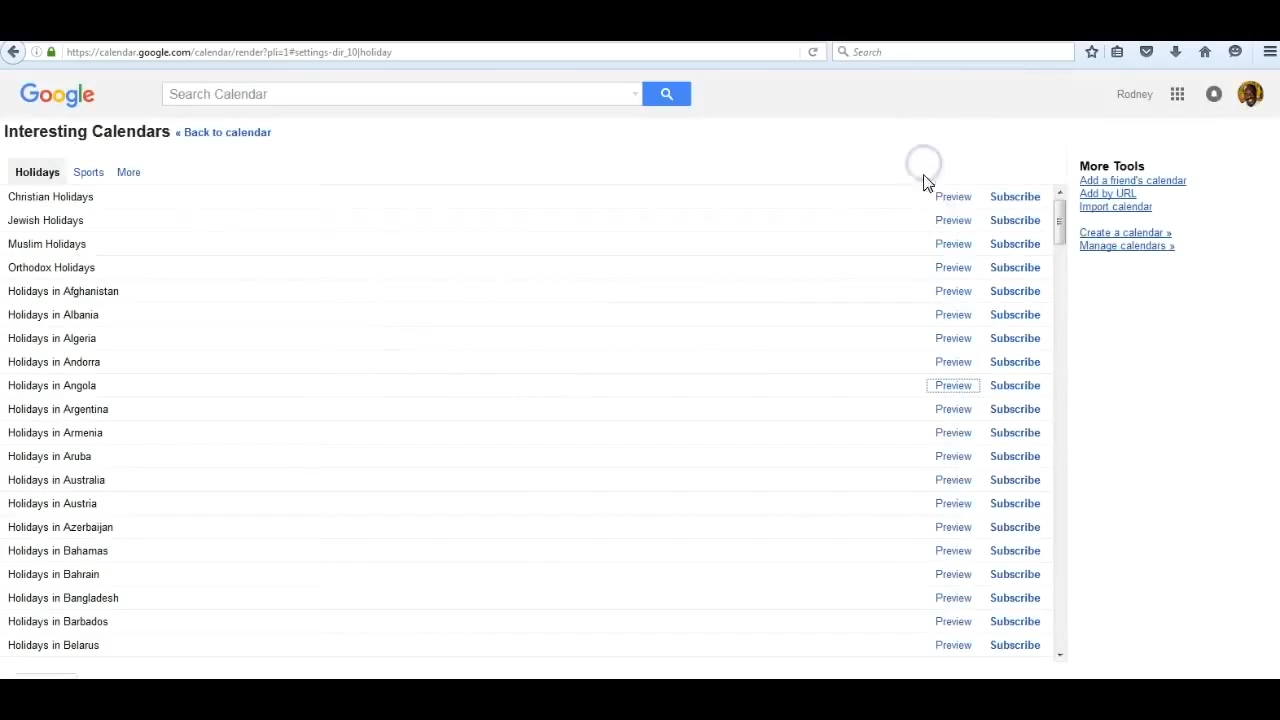 https://calendar.google.com/calendar/render?pli=1#settings-dir_10|holiday
Search
Google
Search Calendar
Rodney
Interesting Calendars « Back to calendar
Holidays Sports More
Christian Holidays Preview Subscribe
Jewish Holidays Preview Subscribe
Muslim Holidays Preview Subscribe
Orthodox Holidays Preview Subscribe
Holidays in Afghanistan Preview Subscribe
Holidays in Albania Preview Subscribe
Holidays in Algeria Preview Subscribe
Holidays in Andorra Preview Subscribe
Holidays in Angola Preview Subscribe
Holidays in Argentina Preview Subscribe
Holidays in Armenia Preview Subscribe
Holidays in Aruba Preview Subscribe
Holidays in Australia Preview Subscribe
Holidays in Austria Preview Subscribe
Holidays in Azerbaijan Preview Subscribe
Holidays in Bahamas Preview Subscribe
Holidays in Bahrain Preview Subscribe
Holidays in Bangladesh Preview Subscribe
Holidays in Barbados Preview Subscribe
Holidays in Belarus Preview Subscribe
More Tools
Add a friend's calendar
Add by URL
Import calendar
Create a calendar »
Manage calendars »